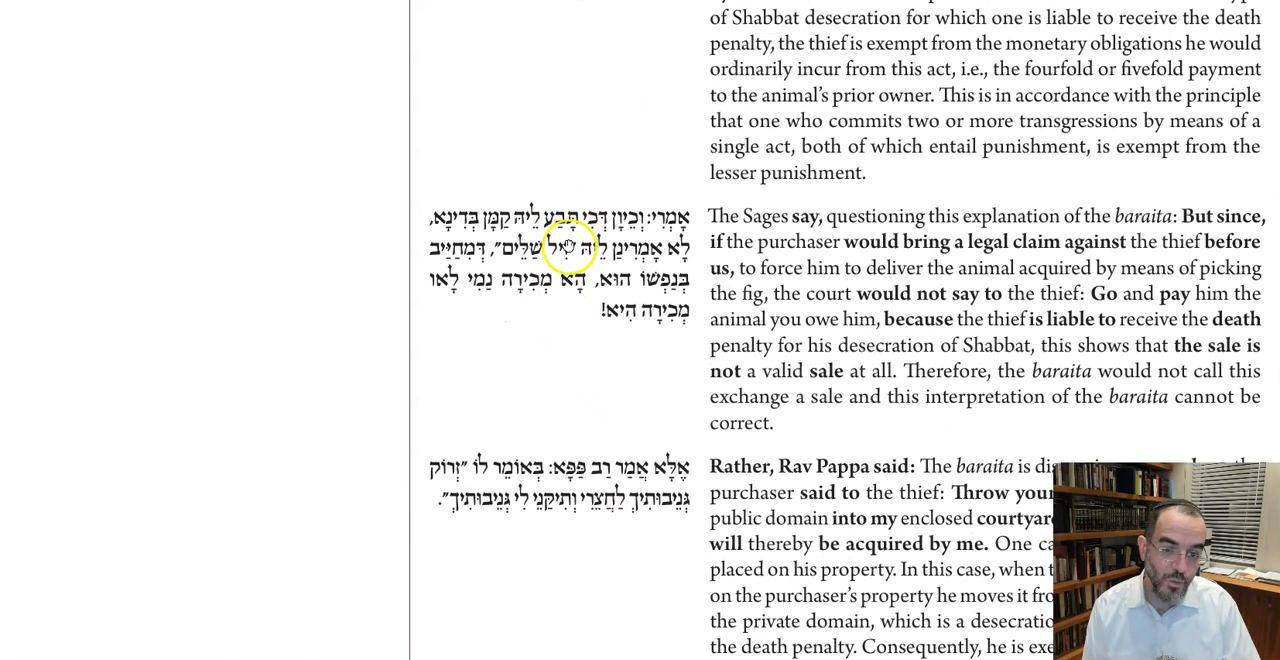 of Shabbat desecration for which one is liable to receive the death
penalty, the thief is exempt from the monetary obligations he would
ordinarily incur from this act, i.e., the fourfold or fivefold payment
to the animal's prior owner. This is in accordance with the principle
that one who commits two or more transgressions by means of a
single act, both of which entail punishment, is exempt from the
lesser punishment.
אָמְרִי: וְכֵיוָן דְּכִי תָּבַע לֵיהּ קַמָּן בְּדִינָא,
לָא אָמְרִינַן לֵיהּ שַׁלֵּים״, דְּמִחַיַּיב
בְּנַפְשׁוֹ הוּא, הָא מְכִירָה נַמִי לָאו
מְכִירָה הִיא!
The Sages say, questioning this explanation of the baraita: But since,
if the purchaser would bring a legal claim against the thief before
us, to force him to deliver the animal acquired by means of picking
the fig, the court would not say to the thief: Go and pay him the
animal you owe him, because the thief is liable to receive the death
penalty for his desecration of Shabbat, this shows that the sale is
not a valid sale at all. Therefore, the baraita would not call this
exchange a sale and this interpretation of the baraita cannot be
correct.
אֶלָּא אֲמַר רַב פַּפָּא: בְּאוֹמֵר לוֹ ״זְרוֹק
גְּנֵיבוּתֶיךָ לַחֲצֵרִי וְתִיקָּנֵי לִי גְּנֵיבוּתֶיךָ״.
Rather, Rav Pappa said: The baraita is
purchaser said to the thief: Throw your
public domain into my enclosed
will thereby be acquired by me. One
placed on his property. In this case, when
on the purchaser's property he moves it
the private domain, which is a
the death penalty. Consequently, he is